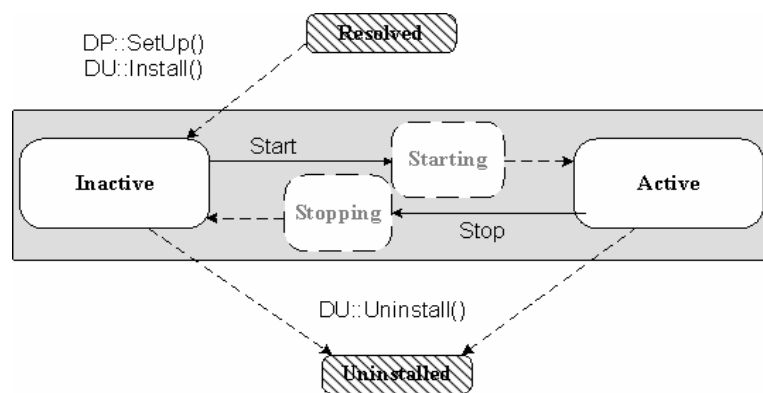 Resolved
DP::SetUp()
DU::Install()
Start
Starting
Inactive
Active
Stopping
Stop
DU::Uninstall()
Uninstalled